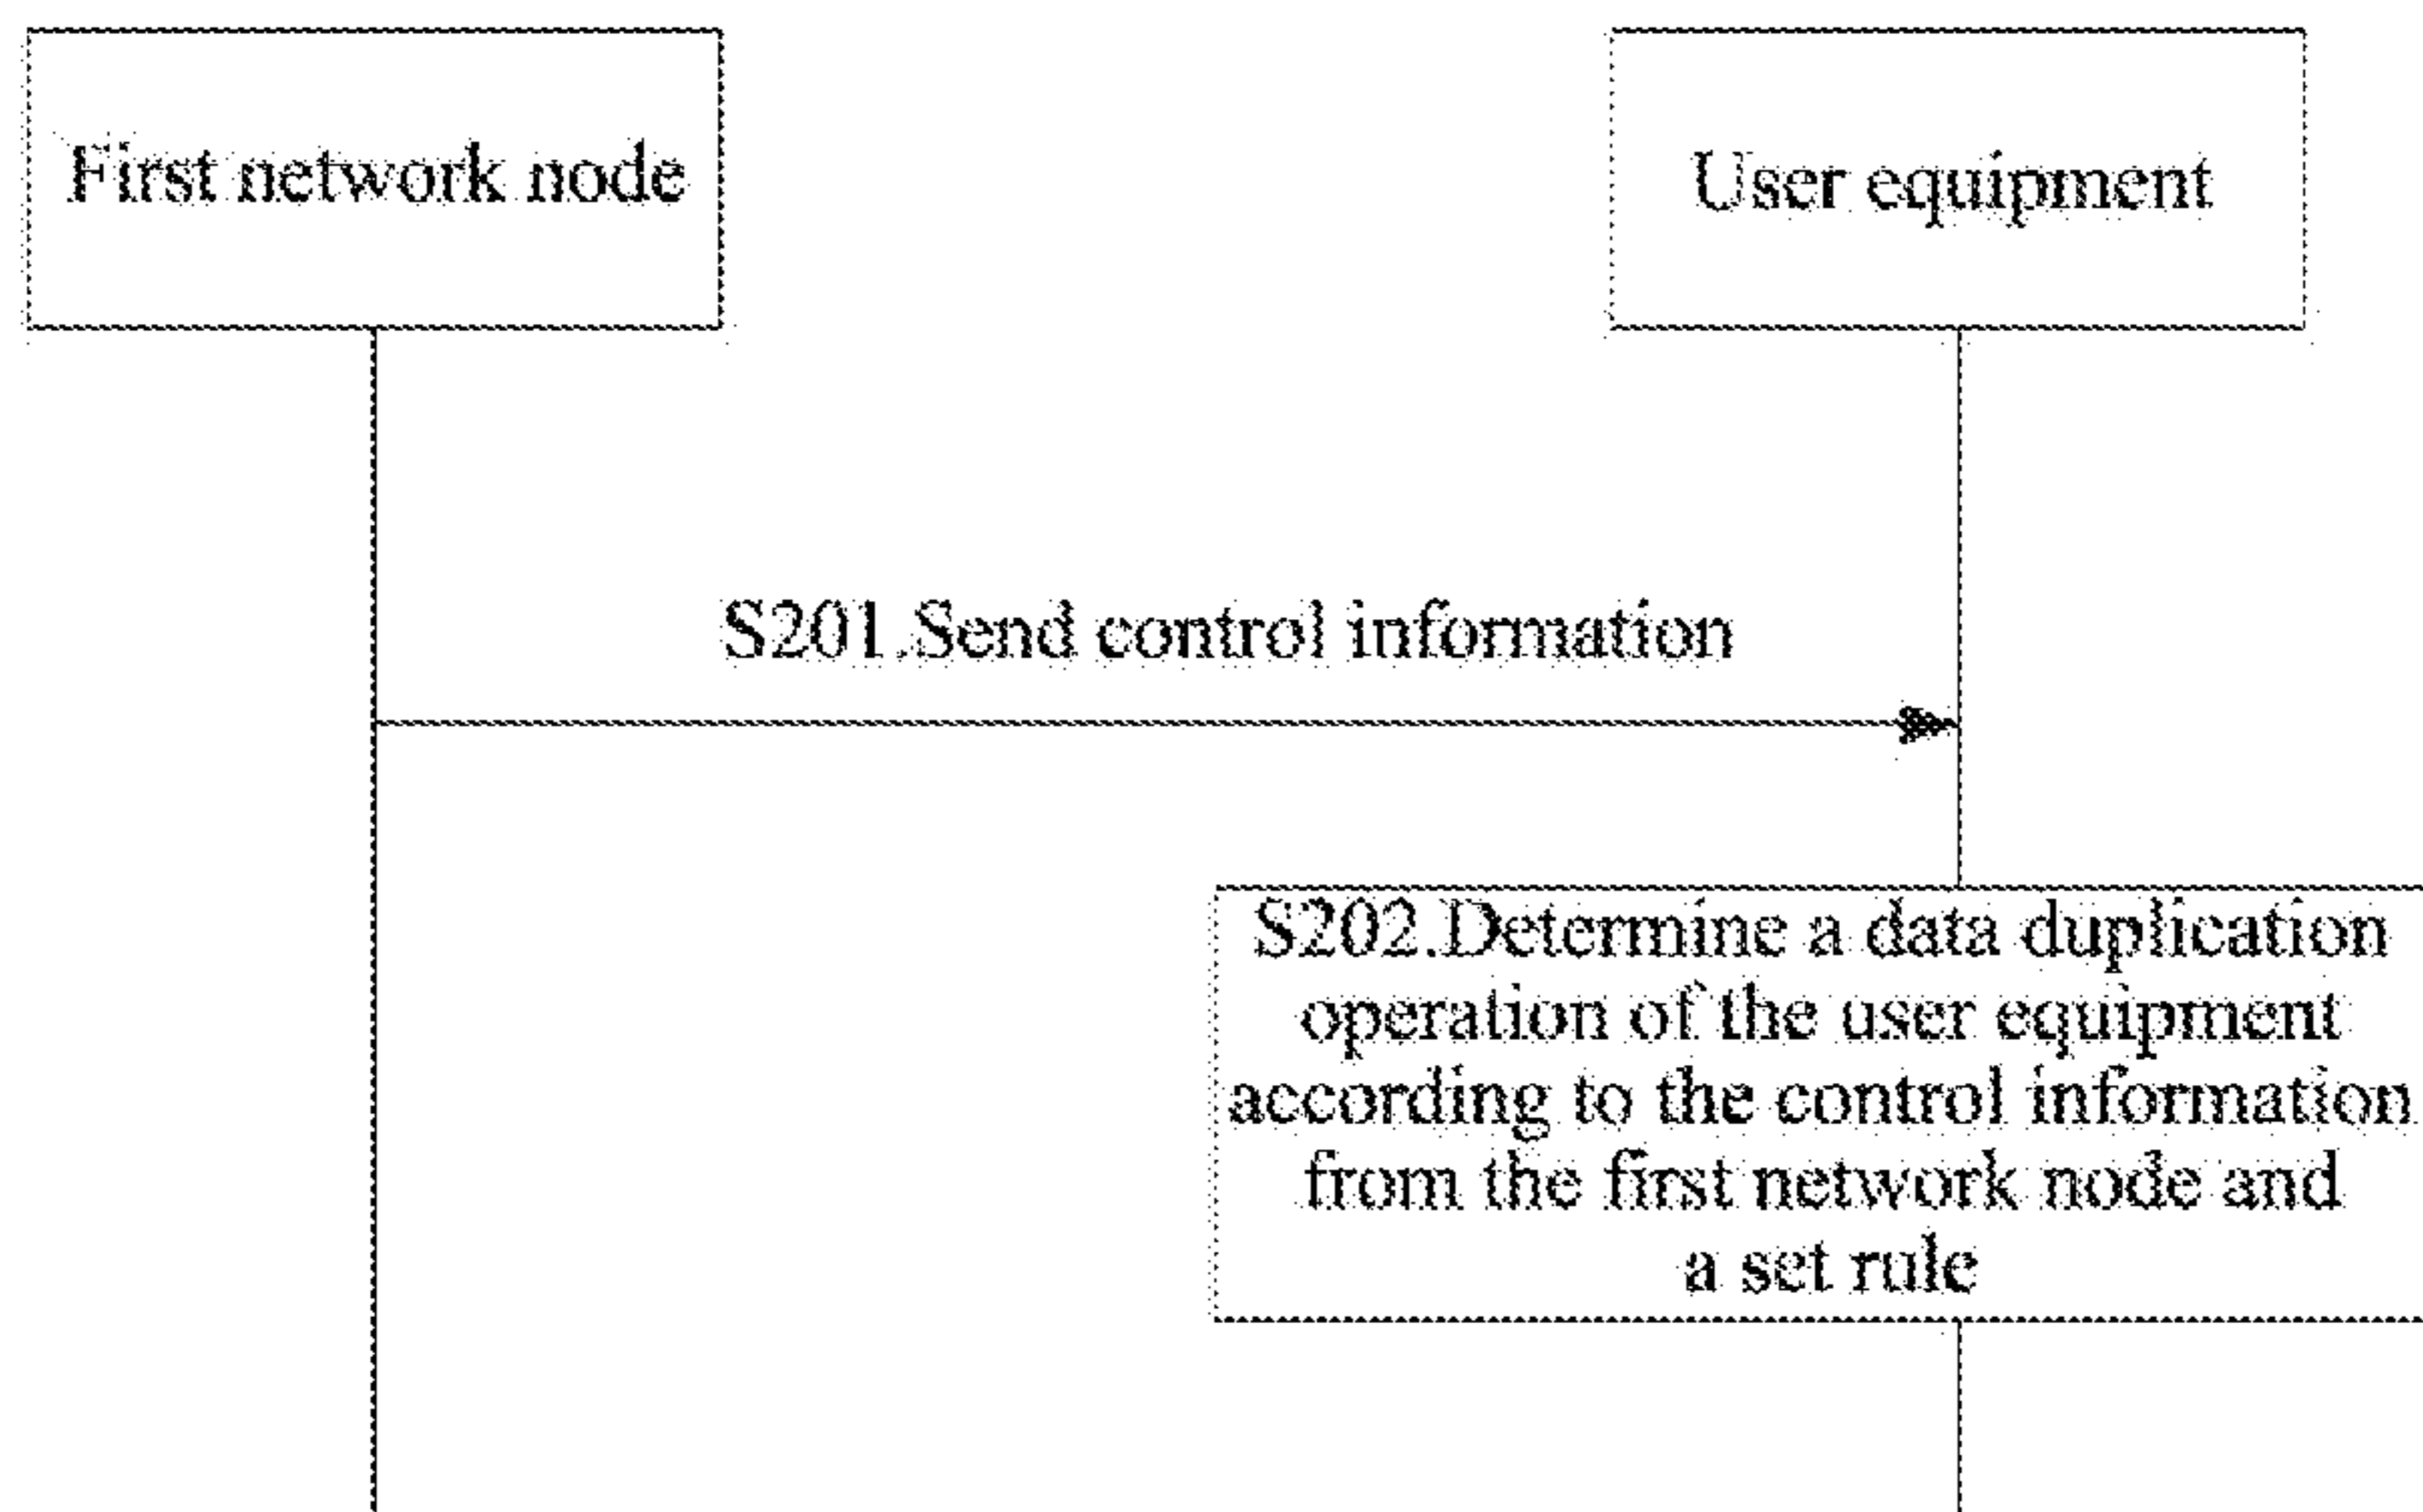 First network node
User equipment
S201.Send control information
S202.Determine a data duplication
operation of the user equipment
according to the control information
from the first network node and
a set rule